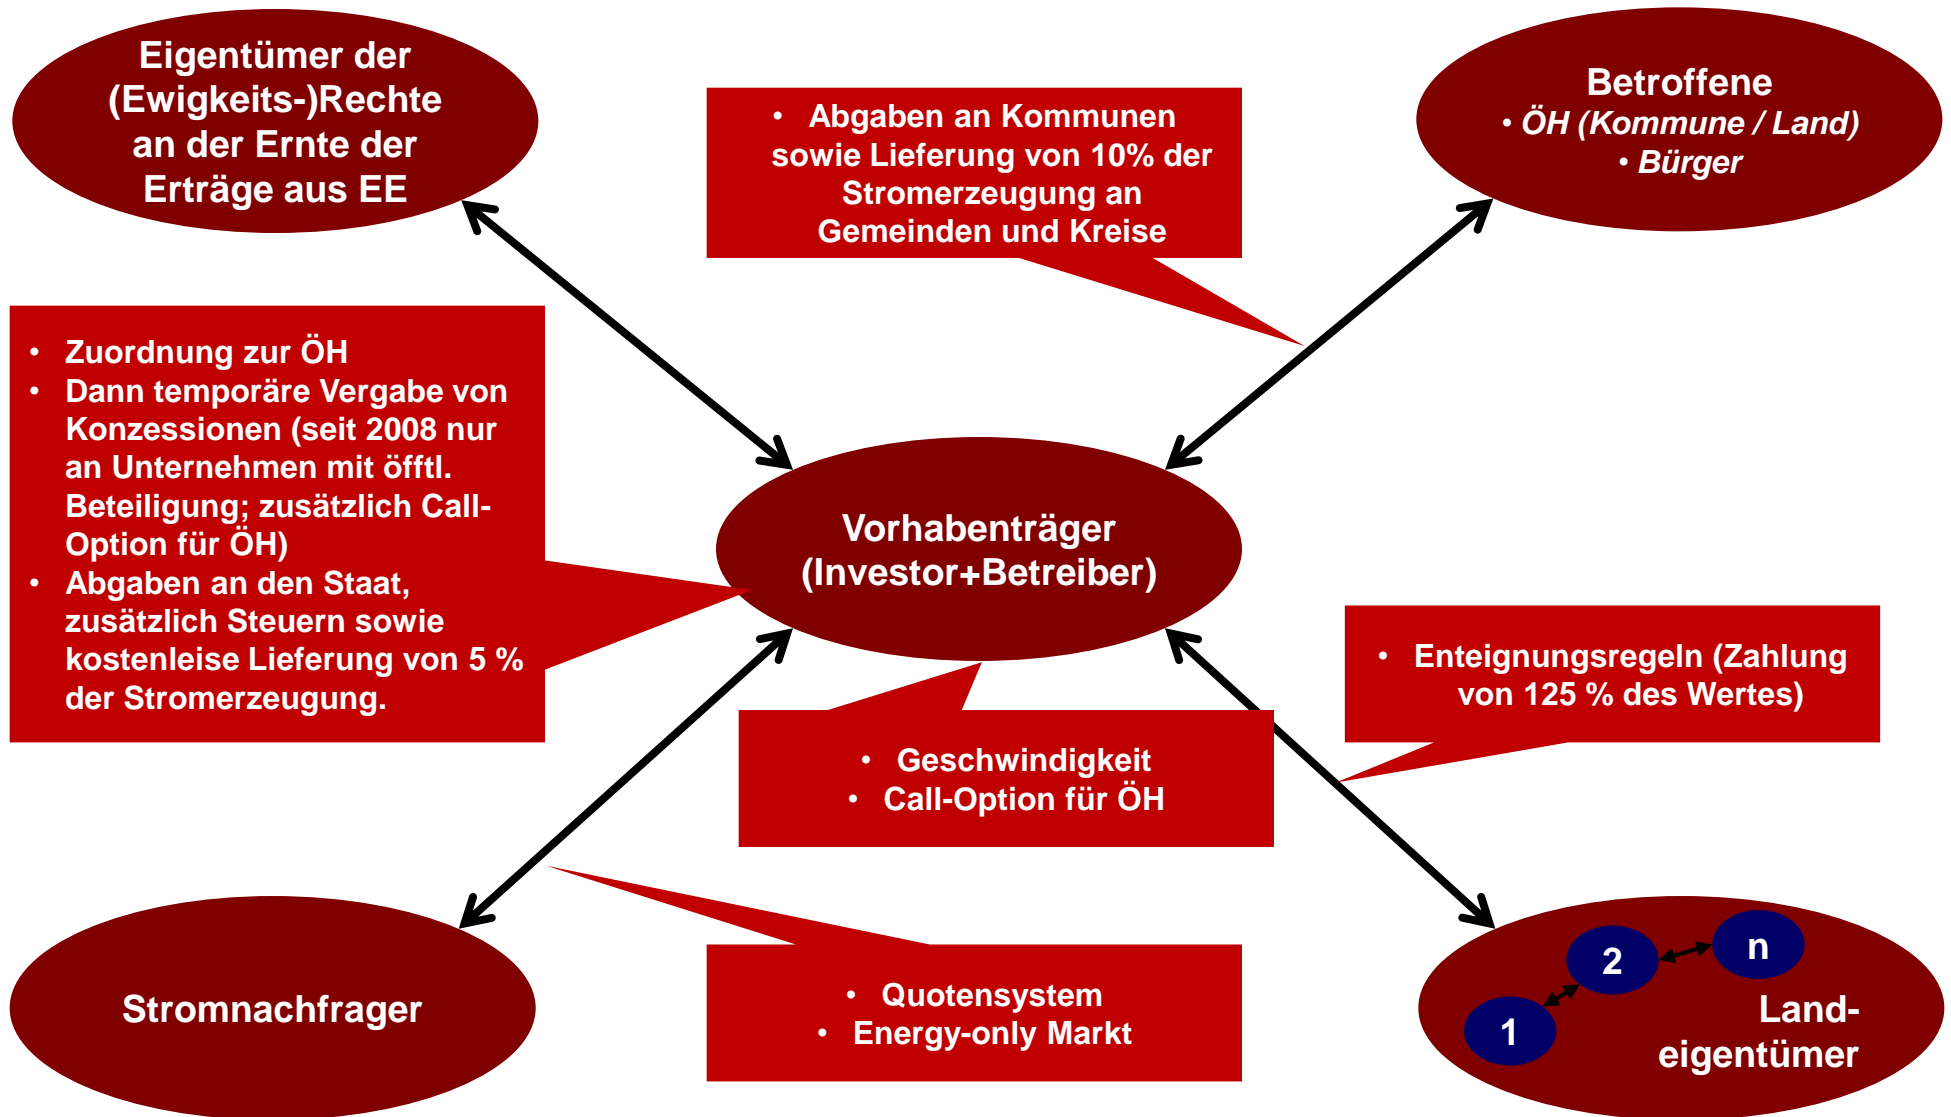 Eigentümer der
(Ewigkeits-)Rechte
an der Ernte der
Erträge aus EE
• Abgaben an Kommunen
sowie Lieferung von 10% der
Stromerzeugung an
Gemeinden und Kreise
Betroffene
• ÖH (Kommune / Land)
• Bürger
• Zuordnung zur ÖH
• Dann temporäre Vergabe von
Konzessionen (seit 2008 nur
an Unternehmen mit öfftl.
Beteiligung; zusätzlich Call-
Option für ÖH)
• Abgaben an den Staat,
zusätzlich Steuern sowie
kostenleise Lieferung von 5 %
der Stromerzeugung.
Vorhabenträger
(Investor+Betreiber)
• Enteignungsregeln (Zahlung
von 125 % des Wertes)
• Geschwindigkeit
• Call-Option für ÖH
Stromnachfrager
• Quotensystem
• Energy-only Markt
1
2
n
Land-
eigentümer